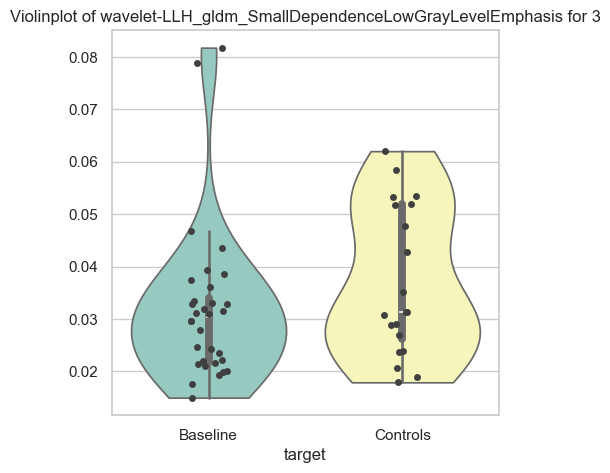 Violinplot of wavelet-LLH_gldm_SmallDependenceLowGrayLevelEmphasis for 3
0.08
0.07
0.06
0.05
0.04
0.03
0.02
Baseline
Controls
target